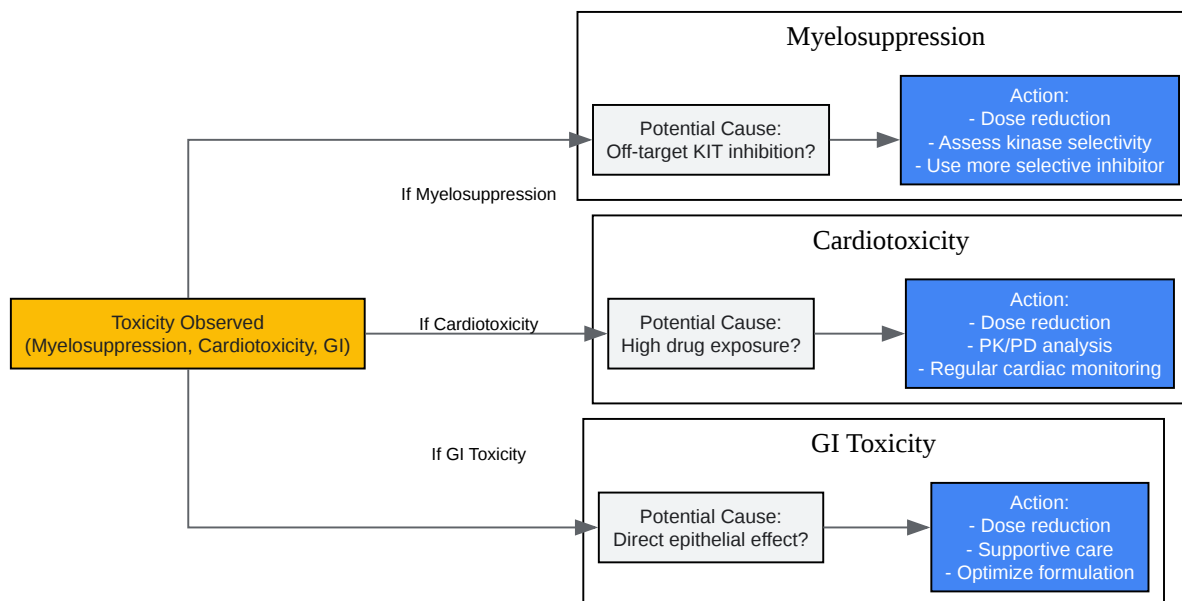 Myelosuppression
Potential Cause:
Off-target KIT inhibition?
Action:
- Dose reduction
- Assess kinase selectivity
- Use more selective inhibitor
If Myelosuppression
Cardiotoxicity
Toxicity Observed
(Myelosuppression, Cardiotoxicity, GI)
If Cardiotoxicity
Potential Cause:
High drug exposure?
Action:
- Dose reduction
- PK/PD analysis
- Regular cardiac monitoring
GI Toxicity
If GI Toxicity
Potential Cause:
Direct epithelial effect?
Action:
- Dose reduction
- Supportive care
- Optimize formulation